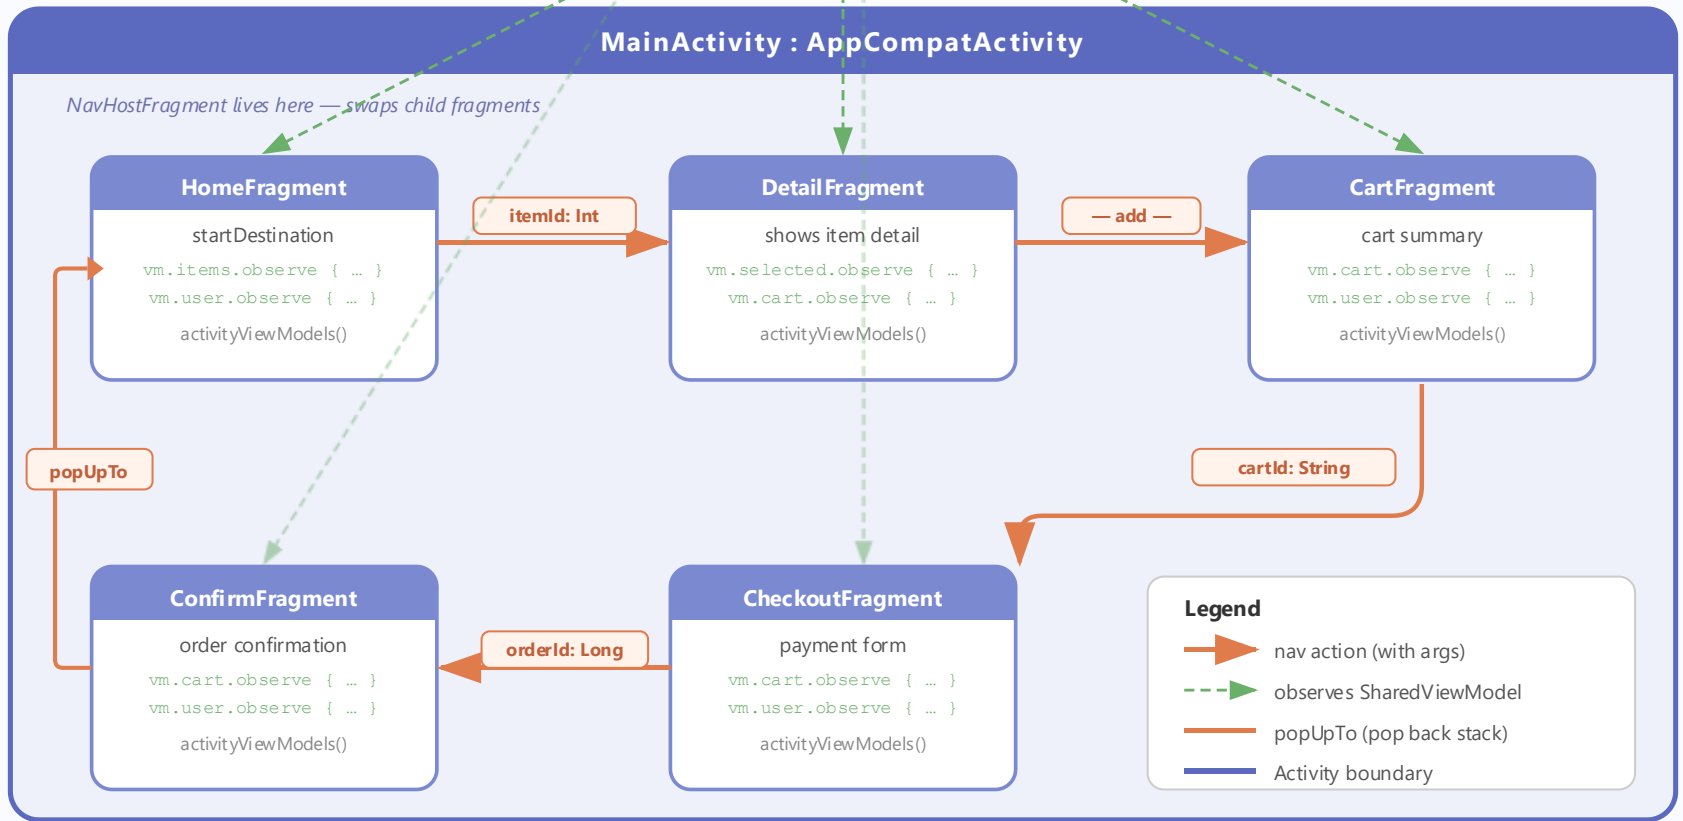 MainActivity : AppCompatActivity
NavHostFragment lives here — swaps child fragments
HomeFragment
startDestination
vm.items.observe { … }
vm.user.observe { … }
activityViewModels()
itemId: Int
DetailFragment
shows item detail
vm.selected.observe { … }
vm.cart.observe { … }
activityViewModels()
— add —
CartFragment
cart summary
vm.cart.observe { … }
vm.user.observe { … }
activityViewModels()
popUpTo
cartId: String
ConfirmFragment
order confirmation
vm.cart.observe { … }
vm.user.observe { … }
activityViewModels()
orderId: Long
CheckoutFragment
payment form
vm.cart.observe { … }
vm.user.observe { … }
activityViewModels()
Legend
nav action (with args)
observes SharedViewModel
popUpTo (pop back stack)
Activity boundary